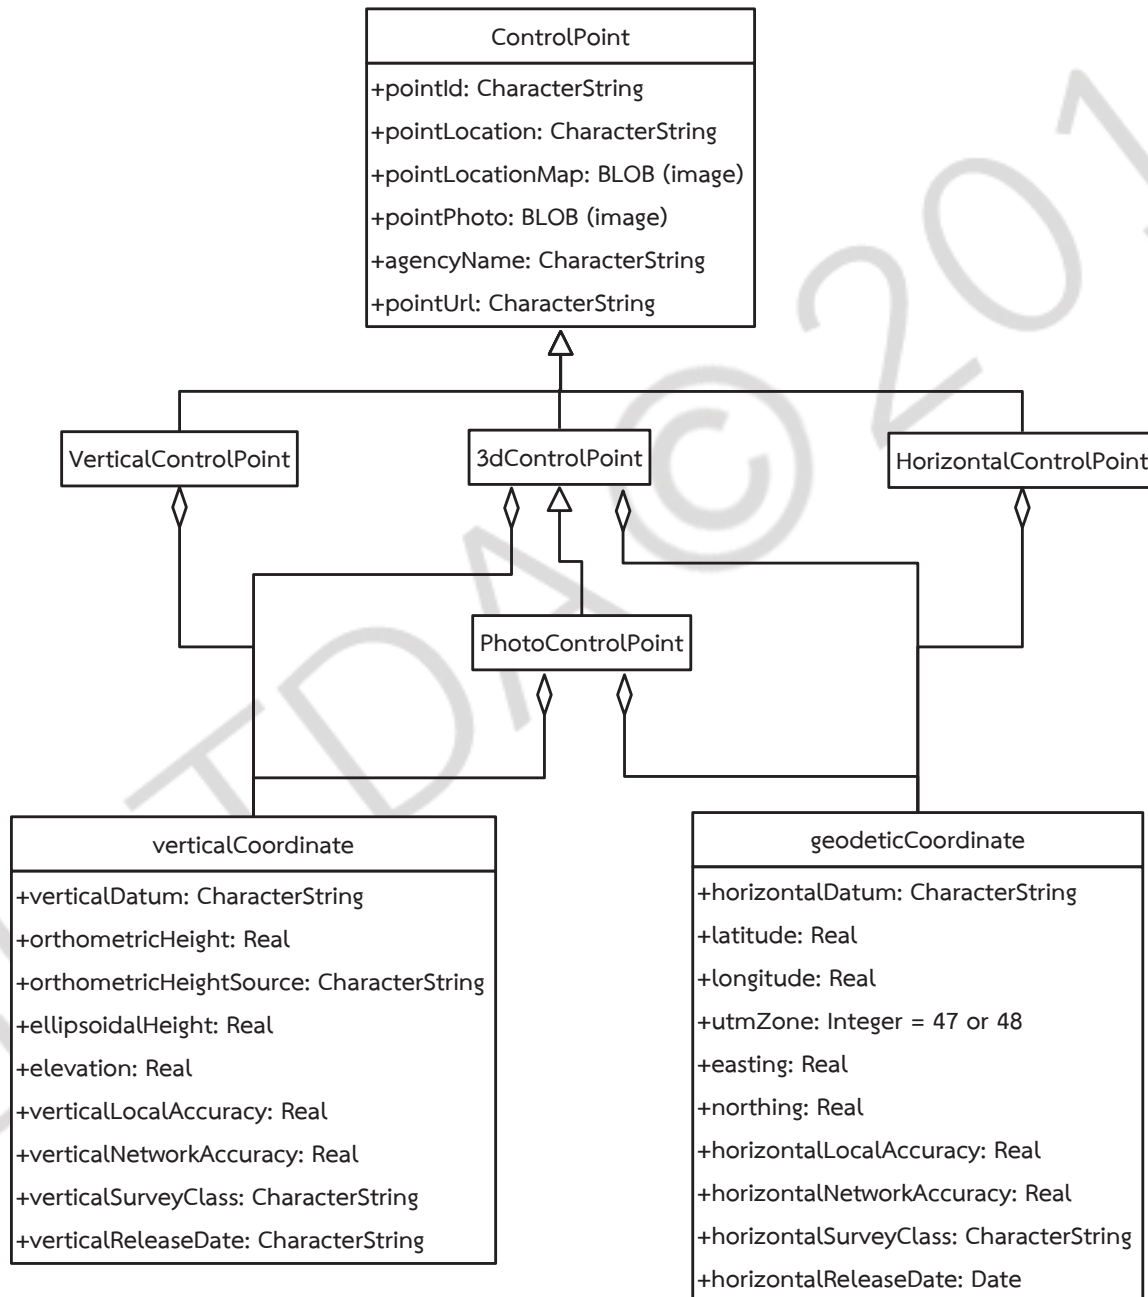 ControlPoint
+pointId: CharacterString
+pointLocation: CharacterString
+pointLocationMap: BLOB (image)
+pointPhoto: BLOB (image)
+agencyName: CharacterString
+pointUrl: CharacterString
VerticalControlPoint
3dControlPoint
HorizontalControlPoint
PhotoControlPoint
verticalCoordinate
+verticalDatum: CharacterString
+orthometricHeight: Real
+orthometricHeightSource: CharacterString
+ellipsoidalHeight: Real
+elevation: Real
+verticalLocalAccuracy: Real
+verticalNetworkAccuracy: Real
+verticalSurveyClass: CharacterString
+verticalReleaseDate: CharacterString
geodeticCoordinate
+horizontalDatum: CharacterString
+latitude: Real
+longitude: Real
+utmZone: Integer = 47 or 48
+easting: Real
+northing: Real
+horizontalLocalAccuracy: Real
+horizontalNetworkAccuracy: Real
+horizontalSurveyClass: CharacterString
+horizontalReleaseDate: Date
TDA © 201